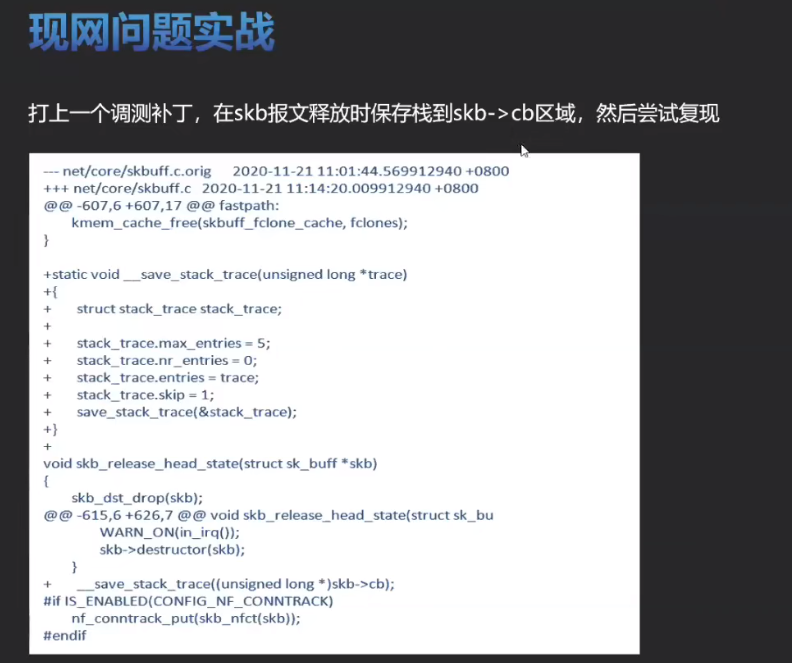 现网问题实战
打上一个调测补丁，在skb报文释放时保存栈到skb->cb区域，然后尝试复现
--- net/core/skbuff.c.orig 2020-11-21 11:01:44.569912940 +0800
+++ net/core/skbuff.c 2020-11-21 11:14:20.009912940 +0800
@@ -607,6 +607,17 @@ fastpath:
kmem_cache_free(skbuff_fclone_cache, fclones);
}
+static void __save_stack_trace(unsigned long *trace)
+{
+ struct stack_trace stack_trace;
+
+ stack_trace.max_entries = 5;
+ stack_trace.nr_entries = 0;
+ stack_trace.entries = trace;
+ stack_trace.skip = 1;
+ save_stack_trace(&stack_trace);
+}
+
void skb_release_head_state(struct sk_buff *skb)
{
skb_dst_drop(skb);
@@ -615,6 +626,7 @@ void skb_release_head_state(struct sk_bu
WARN_ON(in_irq());
skb->destructor(skb);
}
+ __save_stack_trace((unsigned long *)skb->cb);
#if IS_ENABLED(CONFIG_NF_CONNTRACK)
nf_conntrack_put(skb_nfct(skb));
#endif